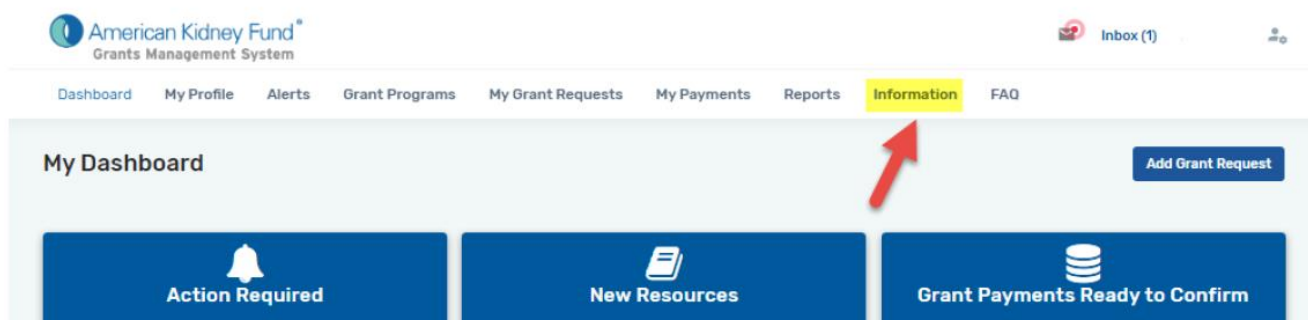 American Kidney Fund®
Grants Management System
Inbox (1)
Dashboard My Profile Alerts Grant Programs My Grant Requests My Payments Reports Information FAQ
My Dashboard
Add Grant Request
Action Required
New Resources
Grant Payments Ready to Confirm